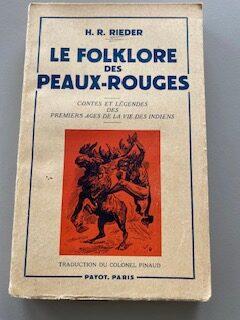 H. R. RIEDER
LE FOLKLORE
DES
PEAUX-ROUGES
CONTES ET LÉGENDES
DES
PREMIERS AGES DE LA VIE DES INDIENS
TRADUCTION DU COLONEL PINAUD
PAYOT, PARIS